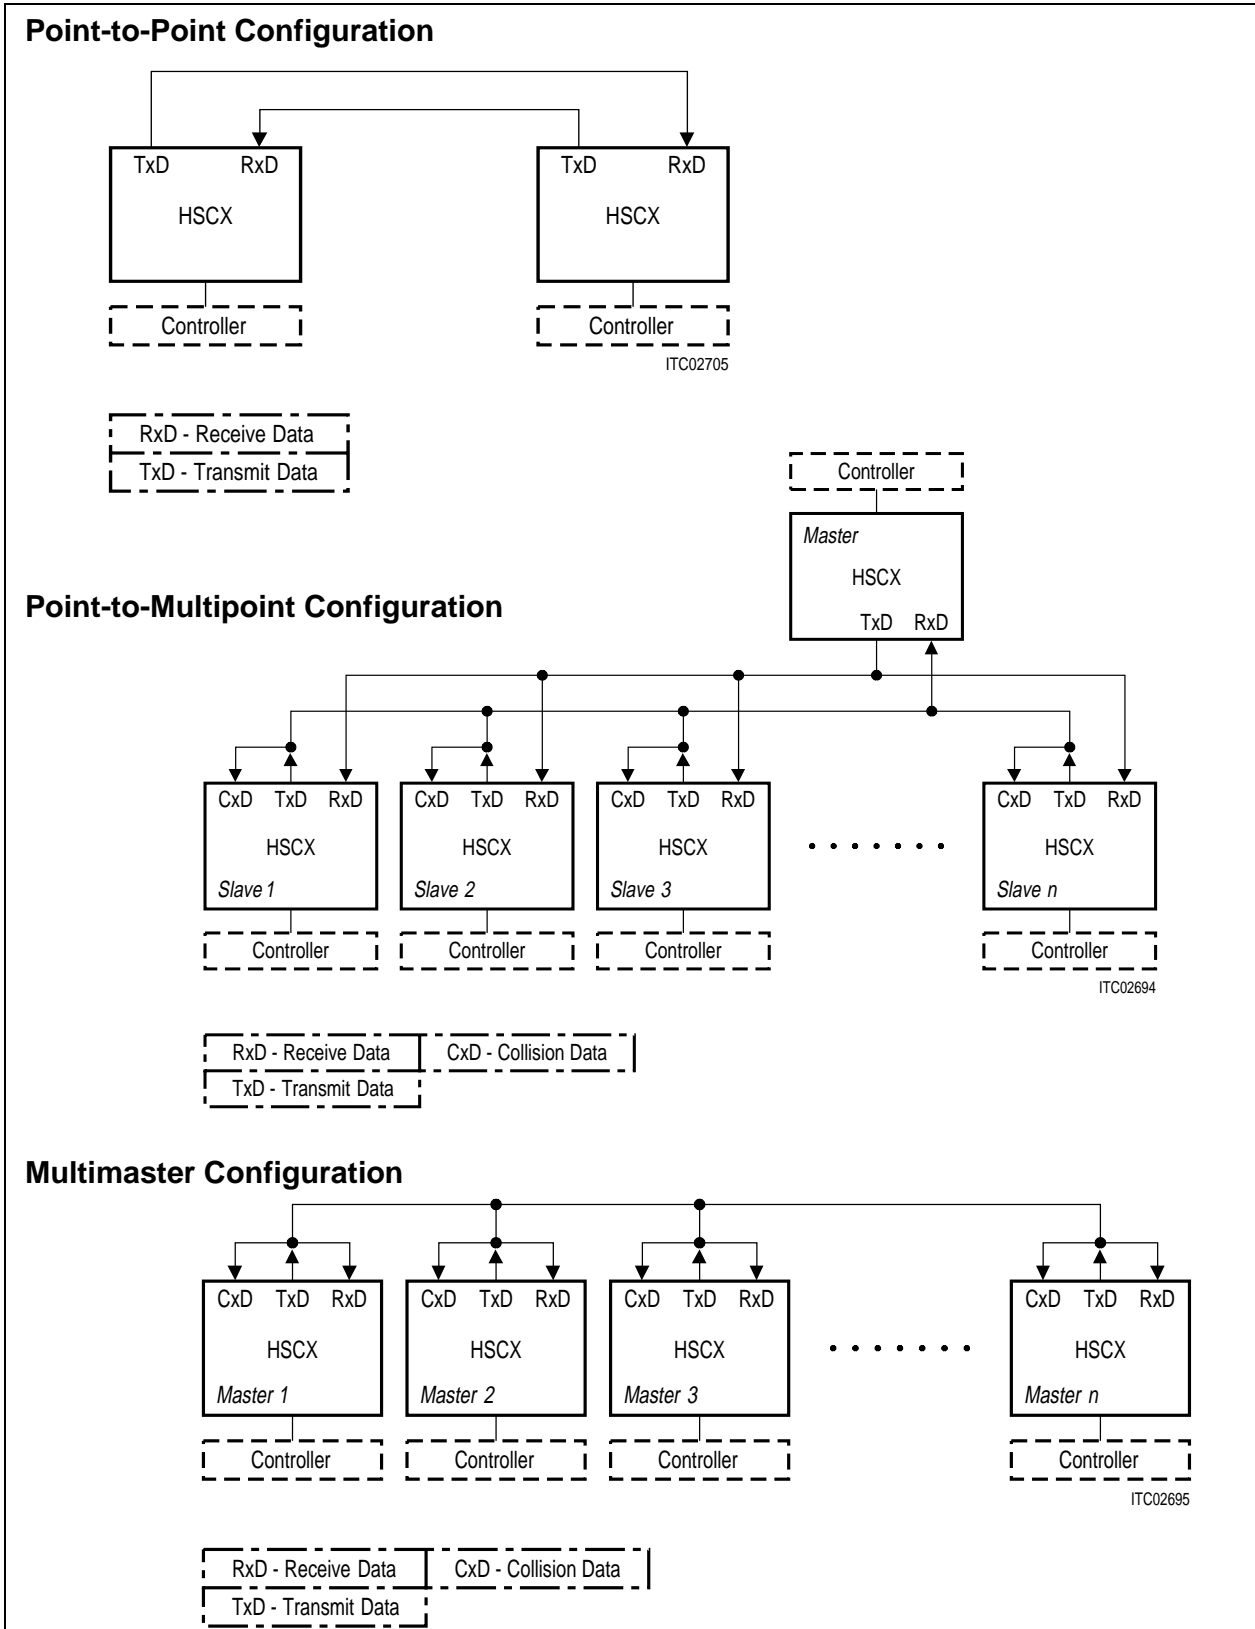 Point-to-Point Configuration
TxD RxD TxD RxD
HSCX HSCX
Controller Controller
ITC02705
RxD - Receive Data
TxD - Transmit Data
Controller
Master
HSCX
TxD RxD
Point-to-Multipoint Configuration
CxD TxD RxD CxD TxD RxD CxD TxD RxD CxD TxD RxD
HSCX HSCX HSCX HSCX
Slave 1 Slave 2 Slave 3 Slave n
Controller Controller Controller Controller
ITC02694
RxD - Receive Data CxD - Collision Data
TxD - Transmit Data
Multimaster Configuration
CxD TxD RxD CxD TxD RxD CxD TxD RxD CxD TxD RxD
HSCX HSCX HSCX HSCX
Master 1 Master 2 Master 3 Master n
Controller Controller Controller Controller
ITC02695
RxD - Receive Data CxD - Collision Data
TxD - Transmit Data